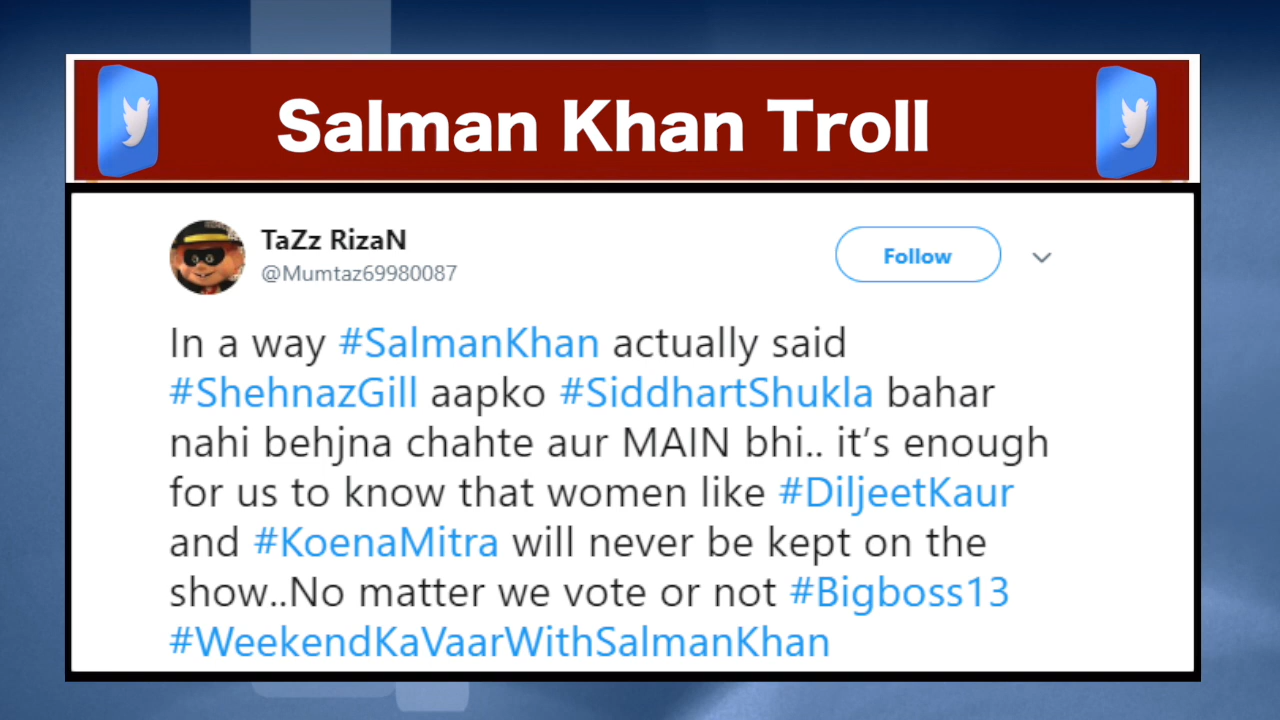 Salman Khan Troll
TaZz RizaN
@Mumtaz69980087
Follow
In a way #SalmanKhan actually said
#ShehnazGill aapko #SiddhartShukla bahar
nahi behjna chahte aur MAIN bhi.. it’s enough
for us to know that women like #DiljeetKaur
and #KoenaMitra will never be kept on the
show..No matter we vote or not #Bigboss13
#WeekendKaVaarWithSalmanKhan